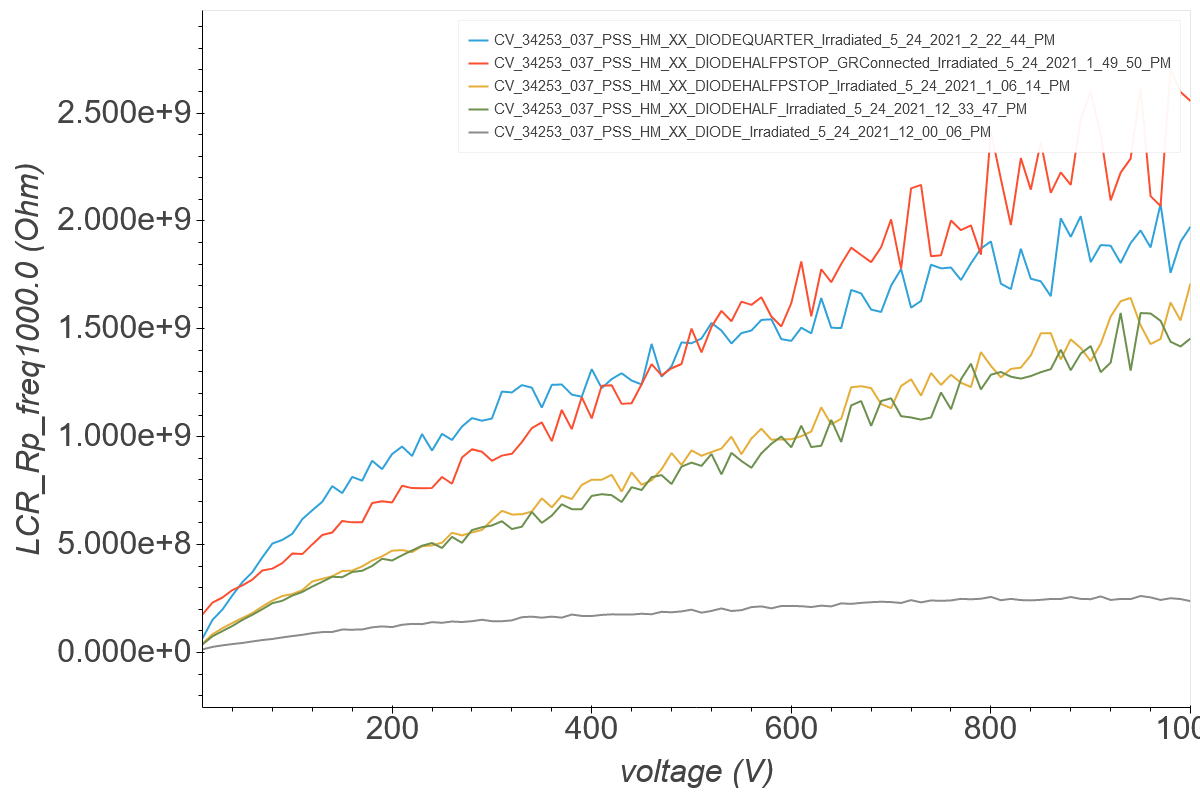 CV_34253_037_PSS_HM_XX_DIODEQUARTER_Irradiated_5_24_2021_2_22_44_PM
CV_34253_037_PSS_HM_XX_DIODEHALFPSTOP_GRConnected_Irradiated_5_24_2021_1_49_50_PM
CV_34253_037_PSS_HM_XX_DIODEHALFPSTOP_Irradiated_5_24_2021_1_06_14_PM
CV_34253_037_PSS_HM_XX_DIODEHALF_Irradiated_5_24_2021_12_33_47_PM
CV_34253_037_PSS_HM_XX_DIODE_Irradiated_5_24_2021_12_00_06_PM
LCR_Rp_freq1000.0 (Ohm)
2.500e+9
2.000e+9
1.500e+9
1.000e+9
5.000e+8
0.000e+0
200 400 600 800 100
voltage (V)